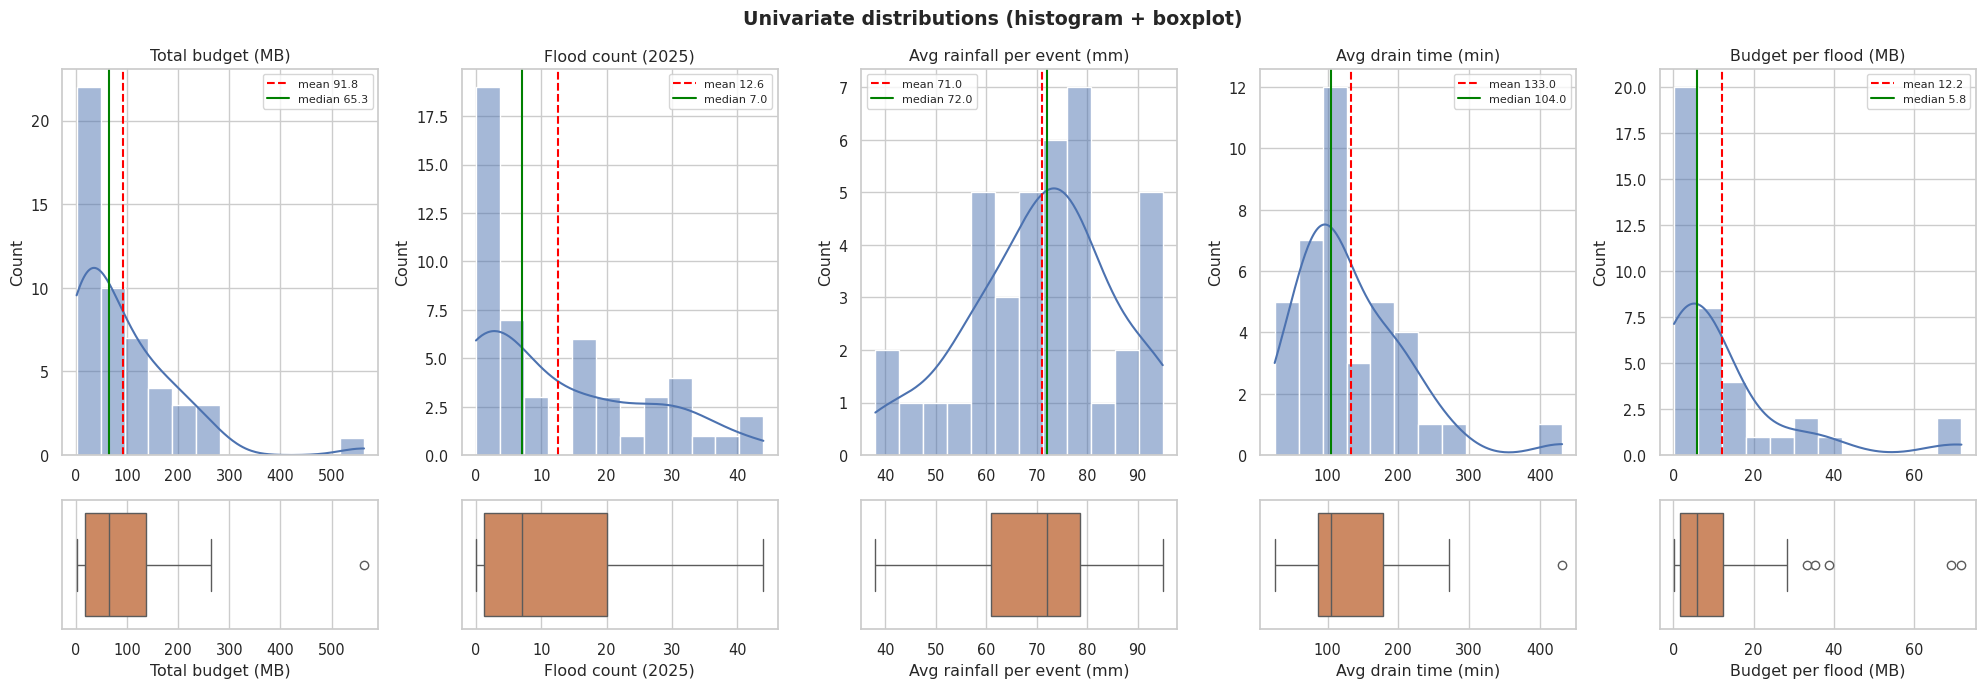 Univariate distributions (histogram + boxplot)
Total budget (MB)
mean 91.8
median 65.3
Count
20
15
10
5
0
0 100 200 300 400 500
Flood count (2025)
mean 12.6
median 7.0
Count
17.5
15.0
12.5
10.0
7.5
5.0
2.5
0.0
0 10 20 30 40
Avg rainfall per event (mm)
mean 71.0
median 72.0
Count
7
6
5
4
3
2
1
0
40 50 60 70 80 90
Avg drain time (min)
mean 133.0
median 104.0
Count
12
10
8
6
4
2
0
100 200 300 400
Budget per flood (MB)
mean 12.2
median 5.8
Count
20.0
17.5
15.0
12.5
10.0
7.5
5.0
2.5
0.0
0 20 40 60
0 100 200 300 400 500
Total budget (MB)
0 10 20 30 40
Flood count (2025)
40 50 60 70 80 90
Avg rainfall per event (mm)
100 200 300 400
Avg drain time (min)
0 20 40 60
Budget per flood (MB)